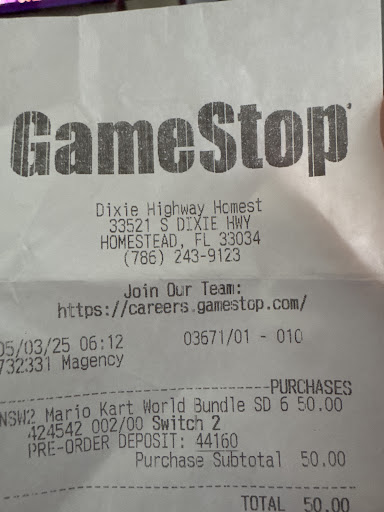 GameStop
Dixie Highway Homest
33521 S DIXIE HWY
HOMESTEAD, FL 33034
(786) 243-9123
Join Our Team:
https://careers.gamestop.com/
05/03/25 06:12 03671/01 - 010
732331 Magency
PURCHASES
NSW2 Mario Kart World Bundle SD 6 50.00
424542 002/00 Switch 2
PRE-ORDER DEPOSIT: 44160
Purchase Subtotal 50.00
TOTAL 50.00